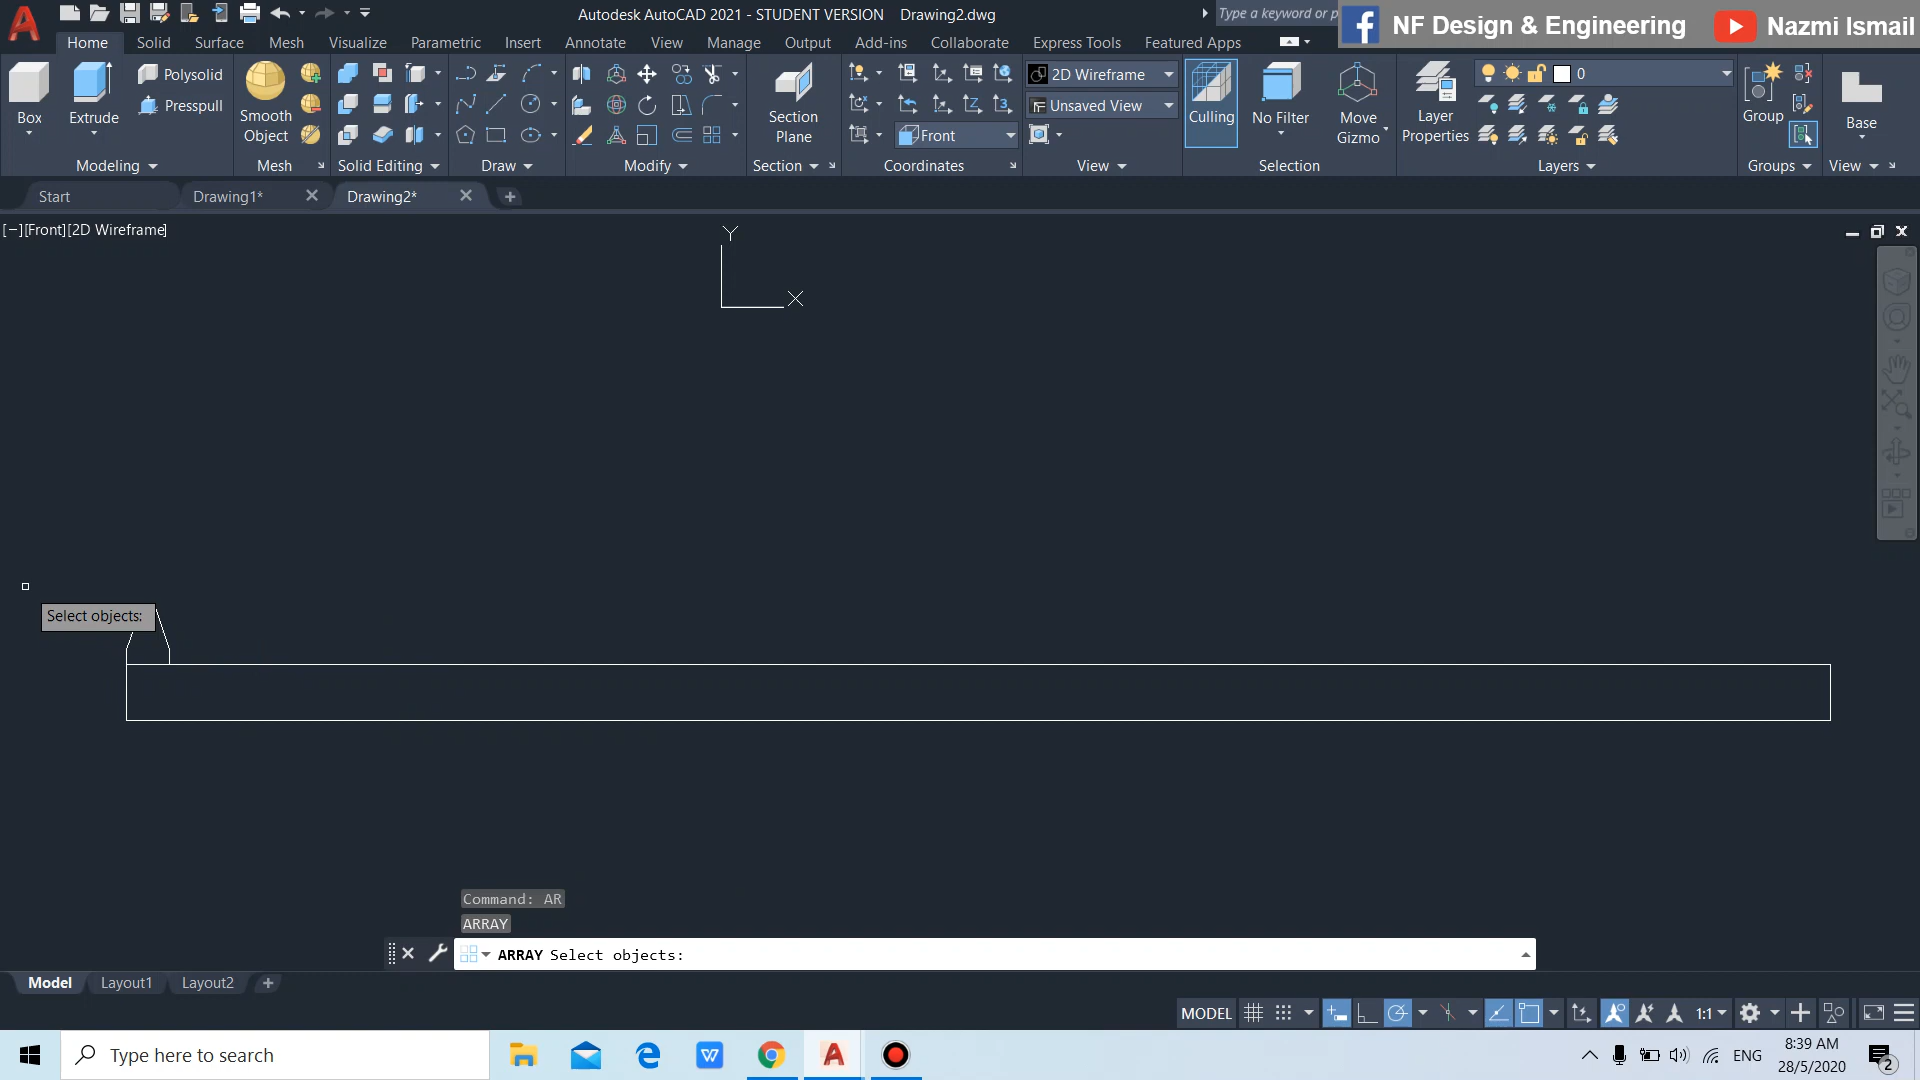 Autodesk AutoCAD 2021 - STUDENT VERSION Drawing2.dwg
Type a keyword or p
NF Design & Engineering
Nazmi Ismail
Home Solid Surface Mesh Visualize Parametric Insert Annotate View Manage Output Add-ins Collaborate Express Tools Featured Apps
Box
Extrude
Polysolid
Presspull
Smooth
Object
Section
Plane
Front
2D Wireframe
Unsaved View
Culling
No Filter
Move
Gizmo
Layer
Properties
0
Group
Base
Modeling Mesh Solid Editing Draw Modify Section Coordinates View Selection Layers Groups View
Start Drawing1* Drawing2*
[−][Front][2D Wireframe]
Y
X
Select objects:
Command: AR
ARRAY
ARRAY Select objects:
Model Layout1 Layout2
MODEL 1:1
Type here to search
ENG
8:39 AM
28/5/2020
2